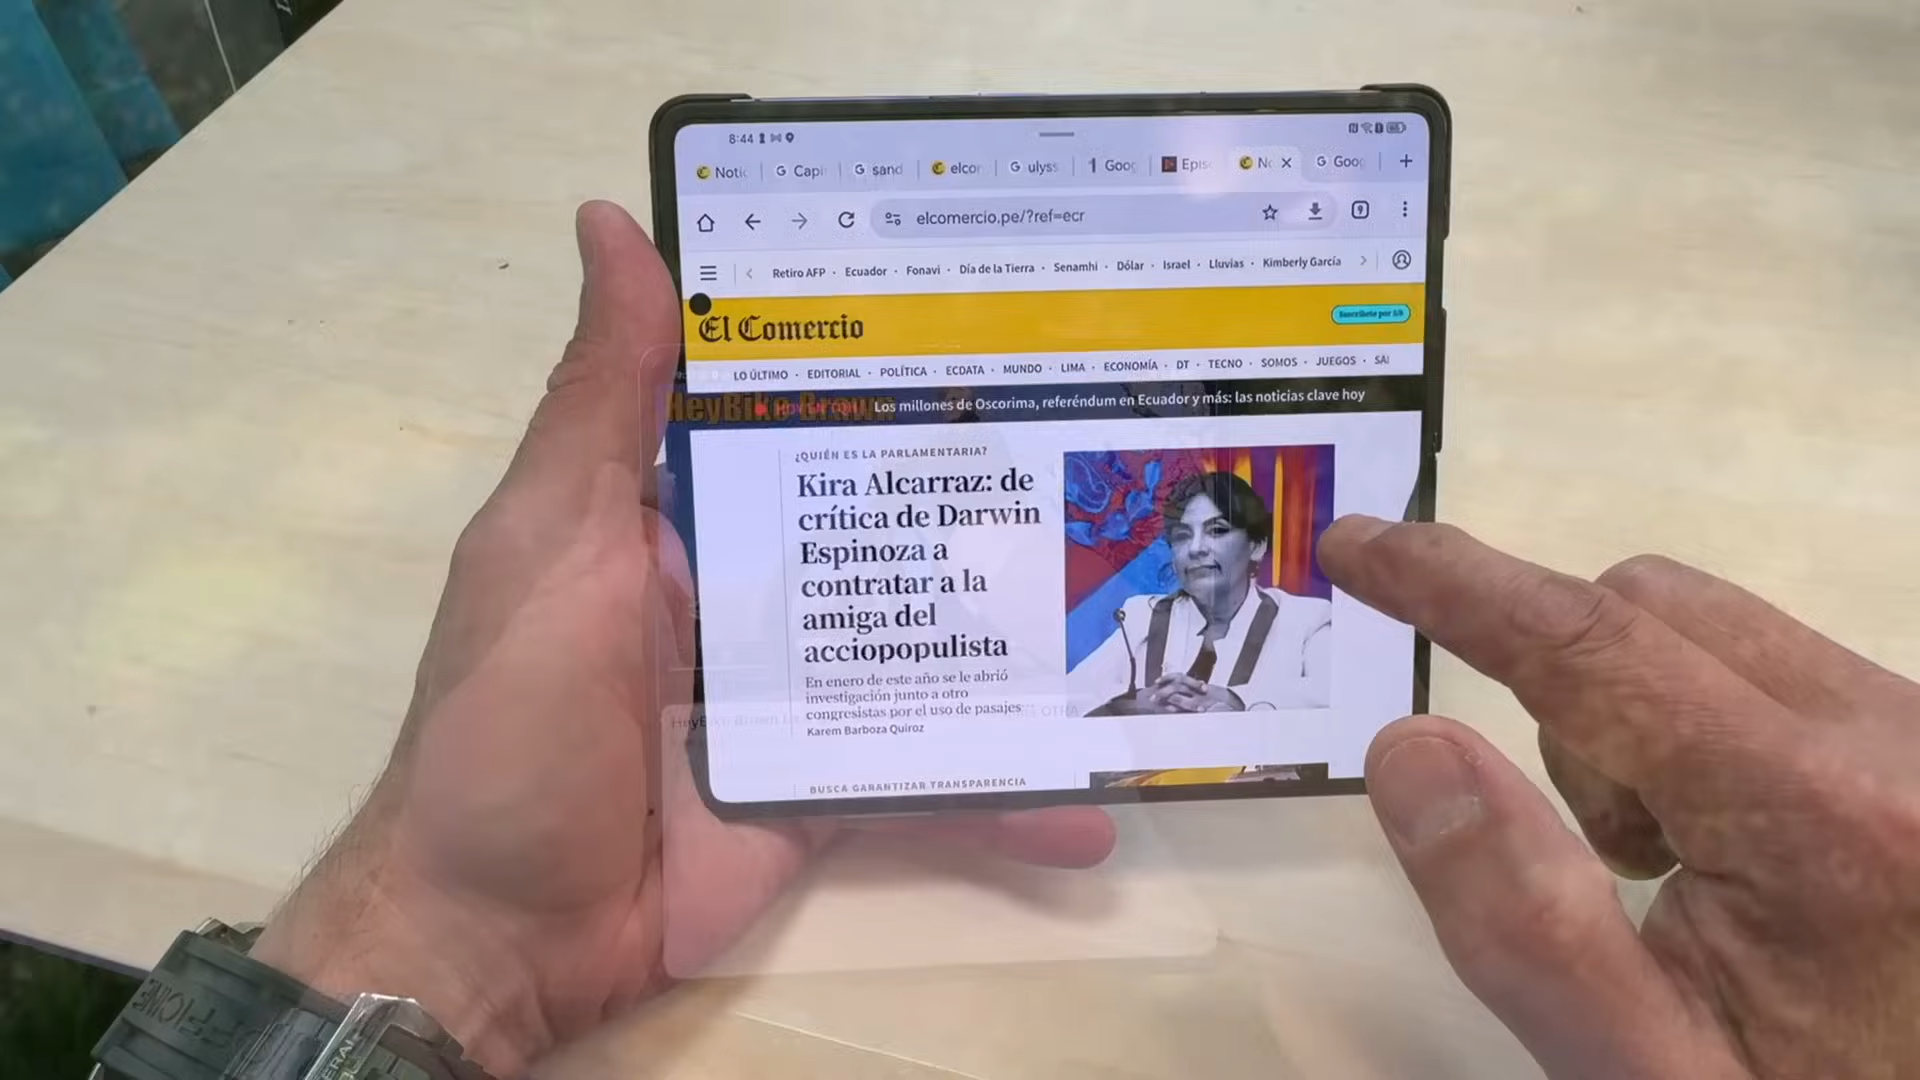 8:44
Notic
Capi
sand
elcor
ulyss
Goog
Epis
No
Goog
elcomercio.pe/?ref=ecr
9
Retiro AFP · Ecuador · Fonavi · Día de la Tierra · Senamhi · Dólar · Israel · Lluvias · Kimberly García
El Comercio
LO ÚLTIMO · EDITORIAL · POLÍTICA · ECDATA · MUNDO · LIMA · ECONOMÍA · DT · TECNO · SOMOS · JUEGOS · SA
HeyBike Brawn
Los millones de Oscorima, referéndum en Ecuador y más: las noticias clave hoy
¿QUIÉN ES LA PARLAMENTARIA?
Kira Alcarraz: de
crítica de Darwin
Espinoza a
contratar a la
amiga del
acciopopulista
En enero de este año se le abrió
investigación junto a otro
congresistas por el uso de pasajes
Karem Barboza Quiroz
BUSCA GARANTIZAR TRANSPARENCIA